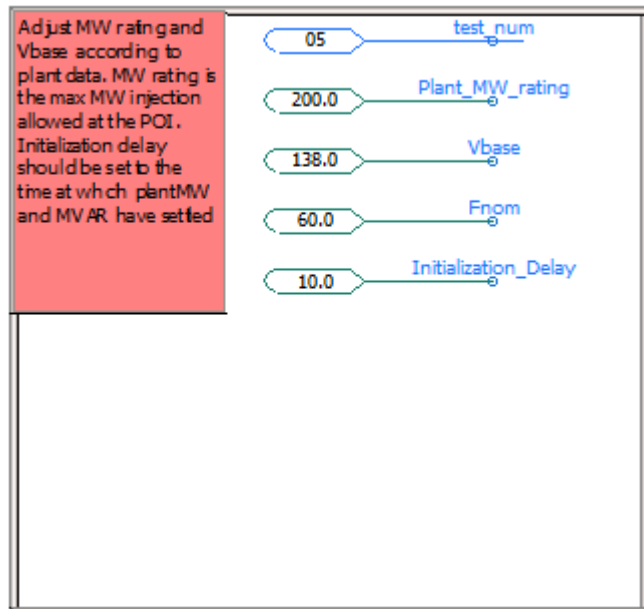 Adjust MW rating and
Vbase according to
plant data. MW rating is
the max MW injection
allowed at the POI.
Initialization delay
should be set to the
time at which plantMW
and MVAR have settled
05 test_num
200.0 Plant_MW_rating
138.0 Vbase
60.0 Fnom
10.0 Initialization_Delay